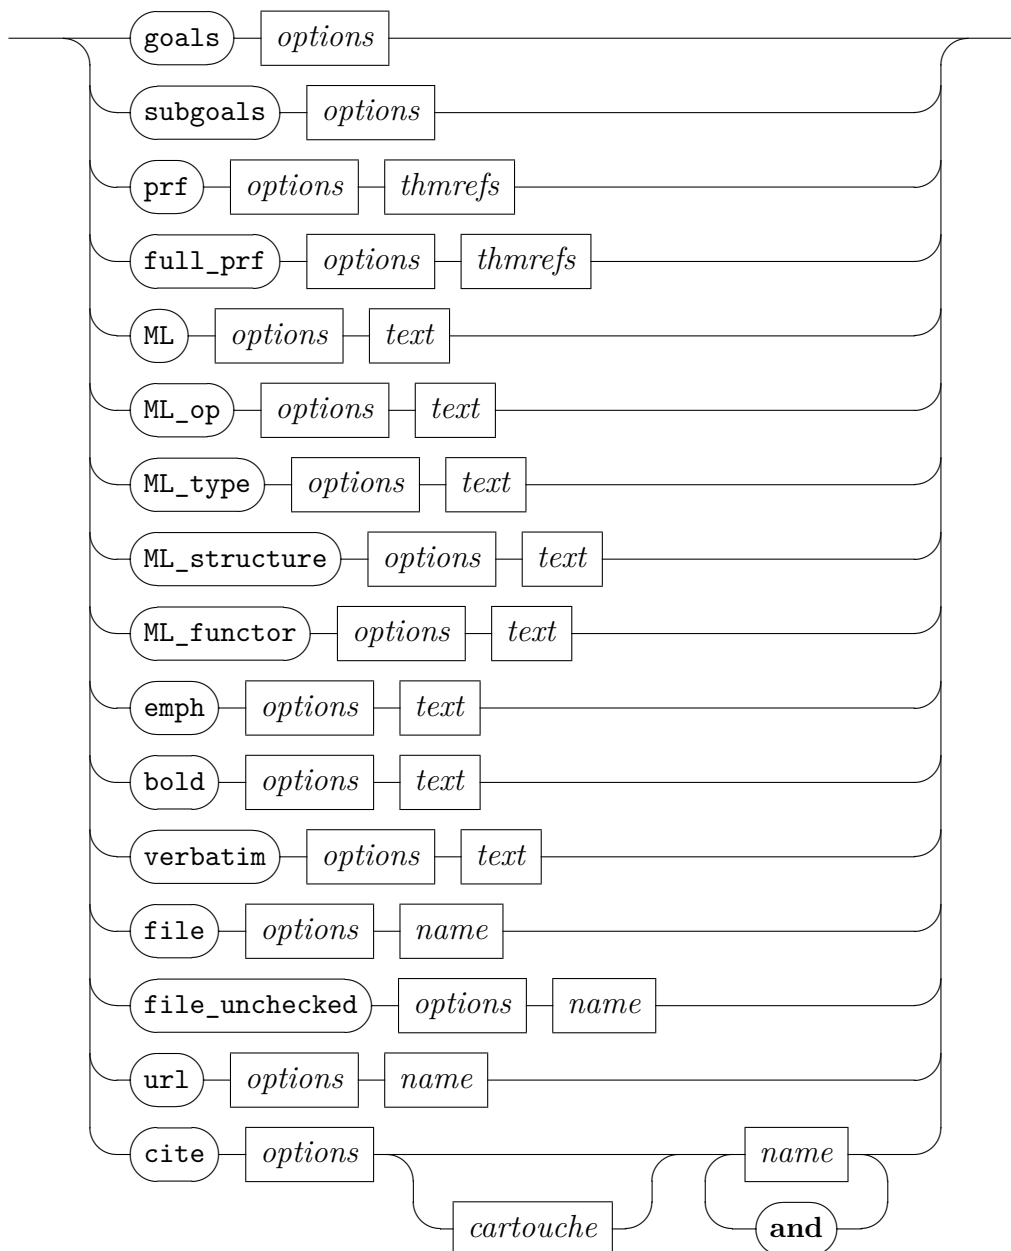 goals options
subgoals options
prf options thmrefs
full_prf options thmrefs
ML options text
ML_op options text
ML_type options text
ML_structure options text
ML_functor options text
emph options text
bold options text
verbatim options text
file options name
file_unchecked options name
url options name
cite options name
cartouche and